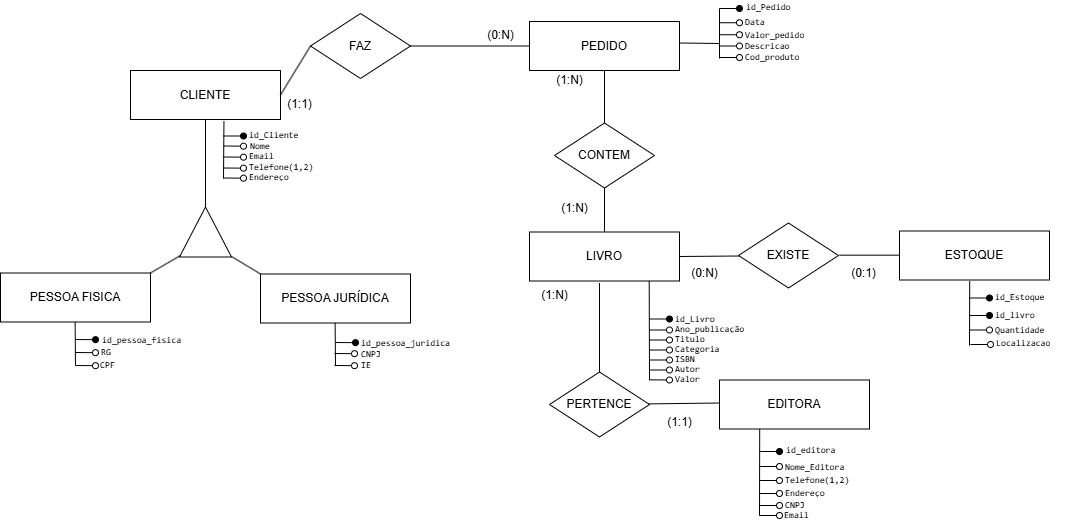 id_Pedido
Data
Valor_pedido
Descricao
Cod_produto
FAZ
(0:N)
PEDIDO
(1:N)
CLIENTE
(1:1)
id_Cliente
Nome
Email
Telefone(1,2)
Endereço
CONTEM
(1:N)
LIVRO
(0:N)
EXISTE
(0:1)
ESTOQUE
(1:N)
PESSOA FISICA
PESSOA JURÍDICA
id_Estoque
id_livro
Quantidade
Localizacao
id_Livro
Ano_publicação
Titulo
Categoria
ISBN
Autor
Valor
id_pessoa_fisica
RG
CPF
id_pessoa_juridica
CNPJ
IE
PERTENCE
(1:1)
EDITORA
id_editora
Nome_Editora
Telefone(1,2)
Endereço
CNPJ
Email